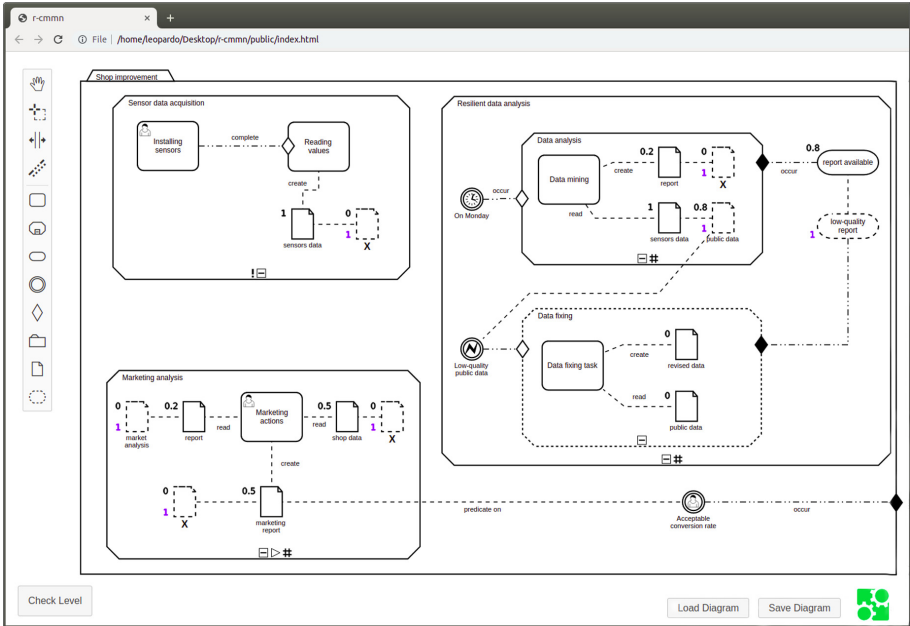 r-cmmn
×
+
File | /home/leopardo/Desktop/r-cmmn/public/index.html
Shop improvement
Sensor data acquisition
Installing
sensors
complete
Reading
values
create
1
0
1
sensors data
X
!
Resilient data analysis
Data analysis
On Monday
occur
Data mining
create
0.2
report
0
1
X
read
1
sensors data
0.8
1
public data
#
occur
0.8
report available
1
low-quality
report
Low-quality
public data
Data fixing
Data fixing task
create
0
revised data
read
0
public data
#
Marketing analysis
0
1
market
analysis
0.2
report
read
Marketing
actions
read
0.5
shop data
0
1
X
create
0
1
X
0.5
marketing
report
#
predicate on
Acceptable
conversion rate
occur
Check Level
Load Diagram
Save Diagram